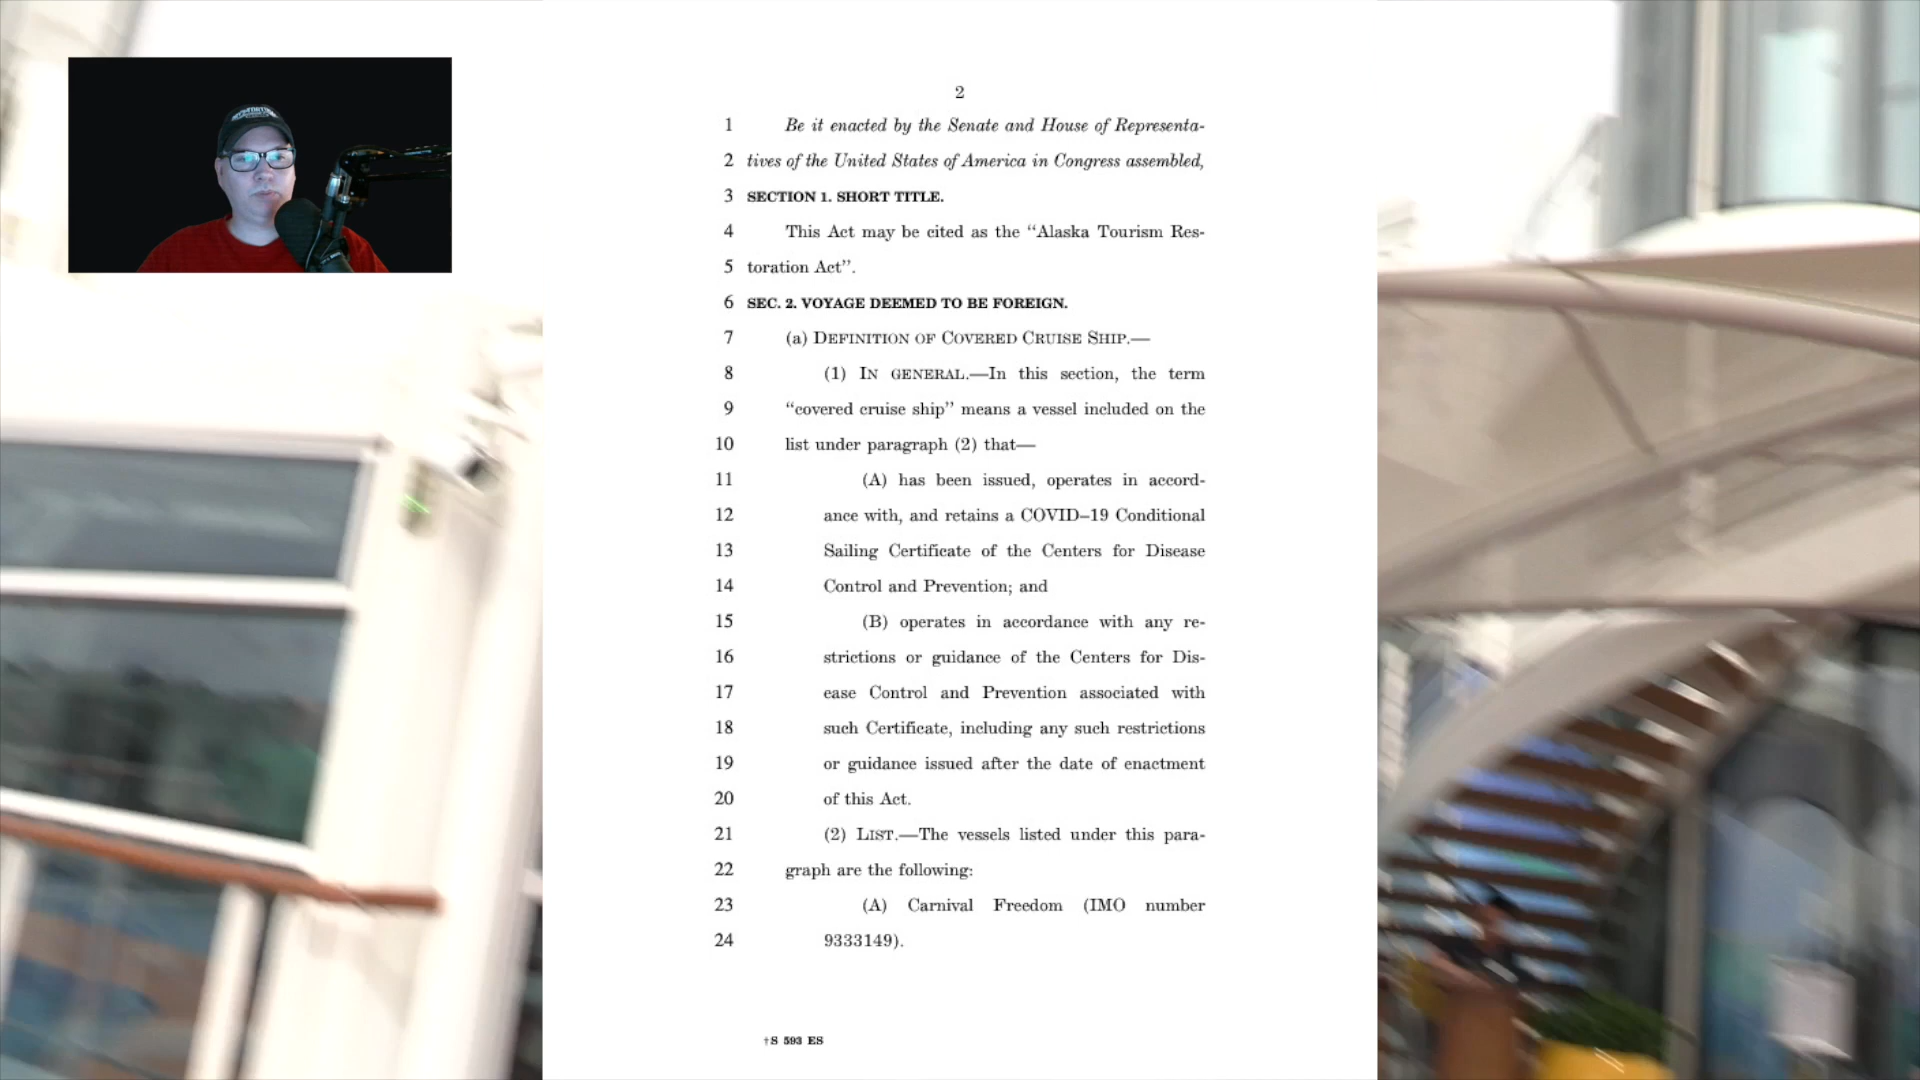 2
1 Be it enacted by the Senate and House of Representa-
2 tives of the United States of America in Congress assembled,
3 SECTION 1. SHORT TITLE.
4 This Act may be cited as the “Alaska Tourism Res-
5 toration Act”.
6 SEC. 2. VOYAGE DEEMED TO BE FOREIGN.
7 (a) DEFINITION OF COVERED CRUISE SHIP.—
8 (1) IN GENERAL.—In this section, the term
9 “covered cruise ship” means a vessel included on the
10 list under paragraph (2) that—
11 (A) has been issued, operates in accord-
12 ance with, and retains a COVID–19 Conditional
13 Sailing Certificate of the Centers for Disease
14 Control and Prevention; and
15 (B) operates in accordance with any re-
16 strictions or guidance of the Centers for Dis-
17 ease Control and Prevention associated with
18 such Certificate, including any such restrictions
19 or guidance issued after the date of enactment
20 of this Act.
21 (2) LIST.—The vessels listed under this para-
22 graph are the following:
23 (A) Carnival Freedom (IMO number
24 9333149).
†S 593 ES